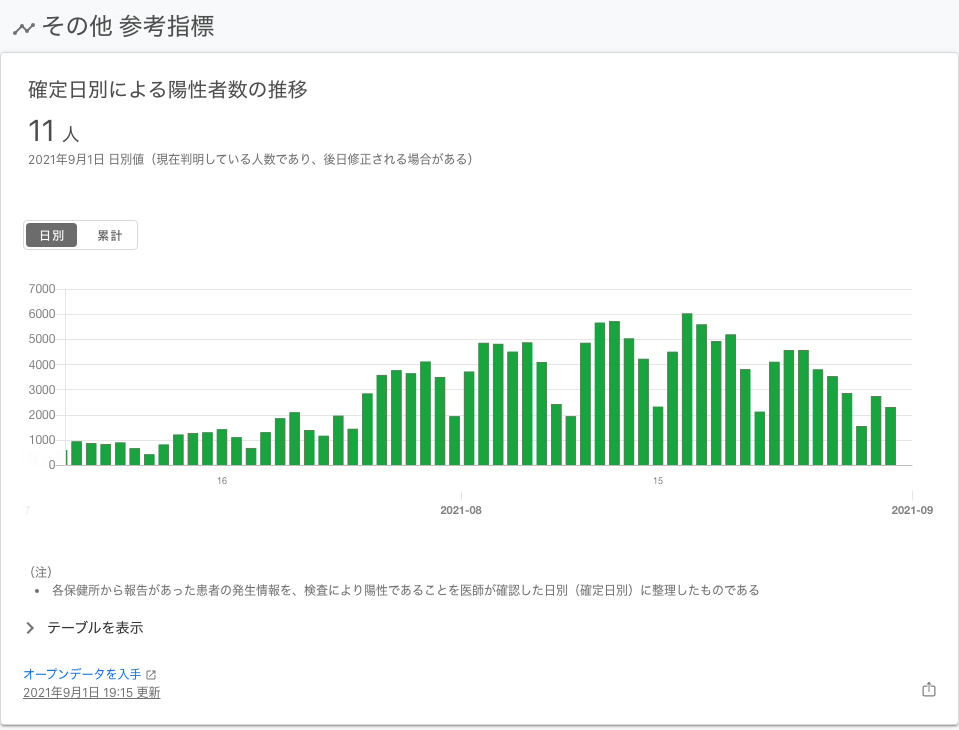 その他 参考指標
確定日別による陽性者数の推移
11 人
2021年9月1日 日別値（現在判明している人数であり、後日修正される場合がある）
日別 累計
7000
6000
5000
4000
3000
2000
1000
0
16 15
7 2021-08 2021-09
（注）
• 各保健所から報告があった患者の発生情報を、検査により陽性であることを医師が確認した日別（確定日別）に整理したものである
テーブルを表示
オープンデータを入手
2021年9月1日 19:15 更新